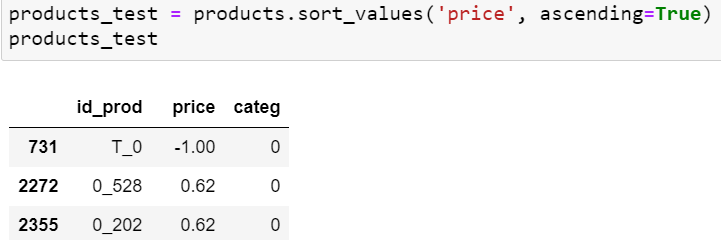 products_test = products.sort_values('price', ascending=True)
products_test
id_prod price categ
731 T_0 -1.00 0
2272 0_528 0.62 0
2355 0_202 0.62 0